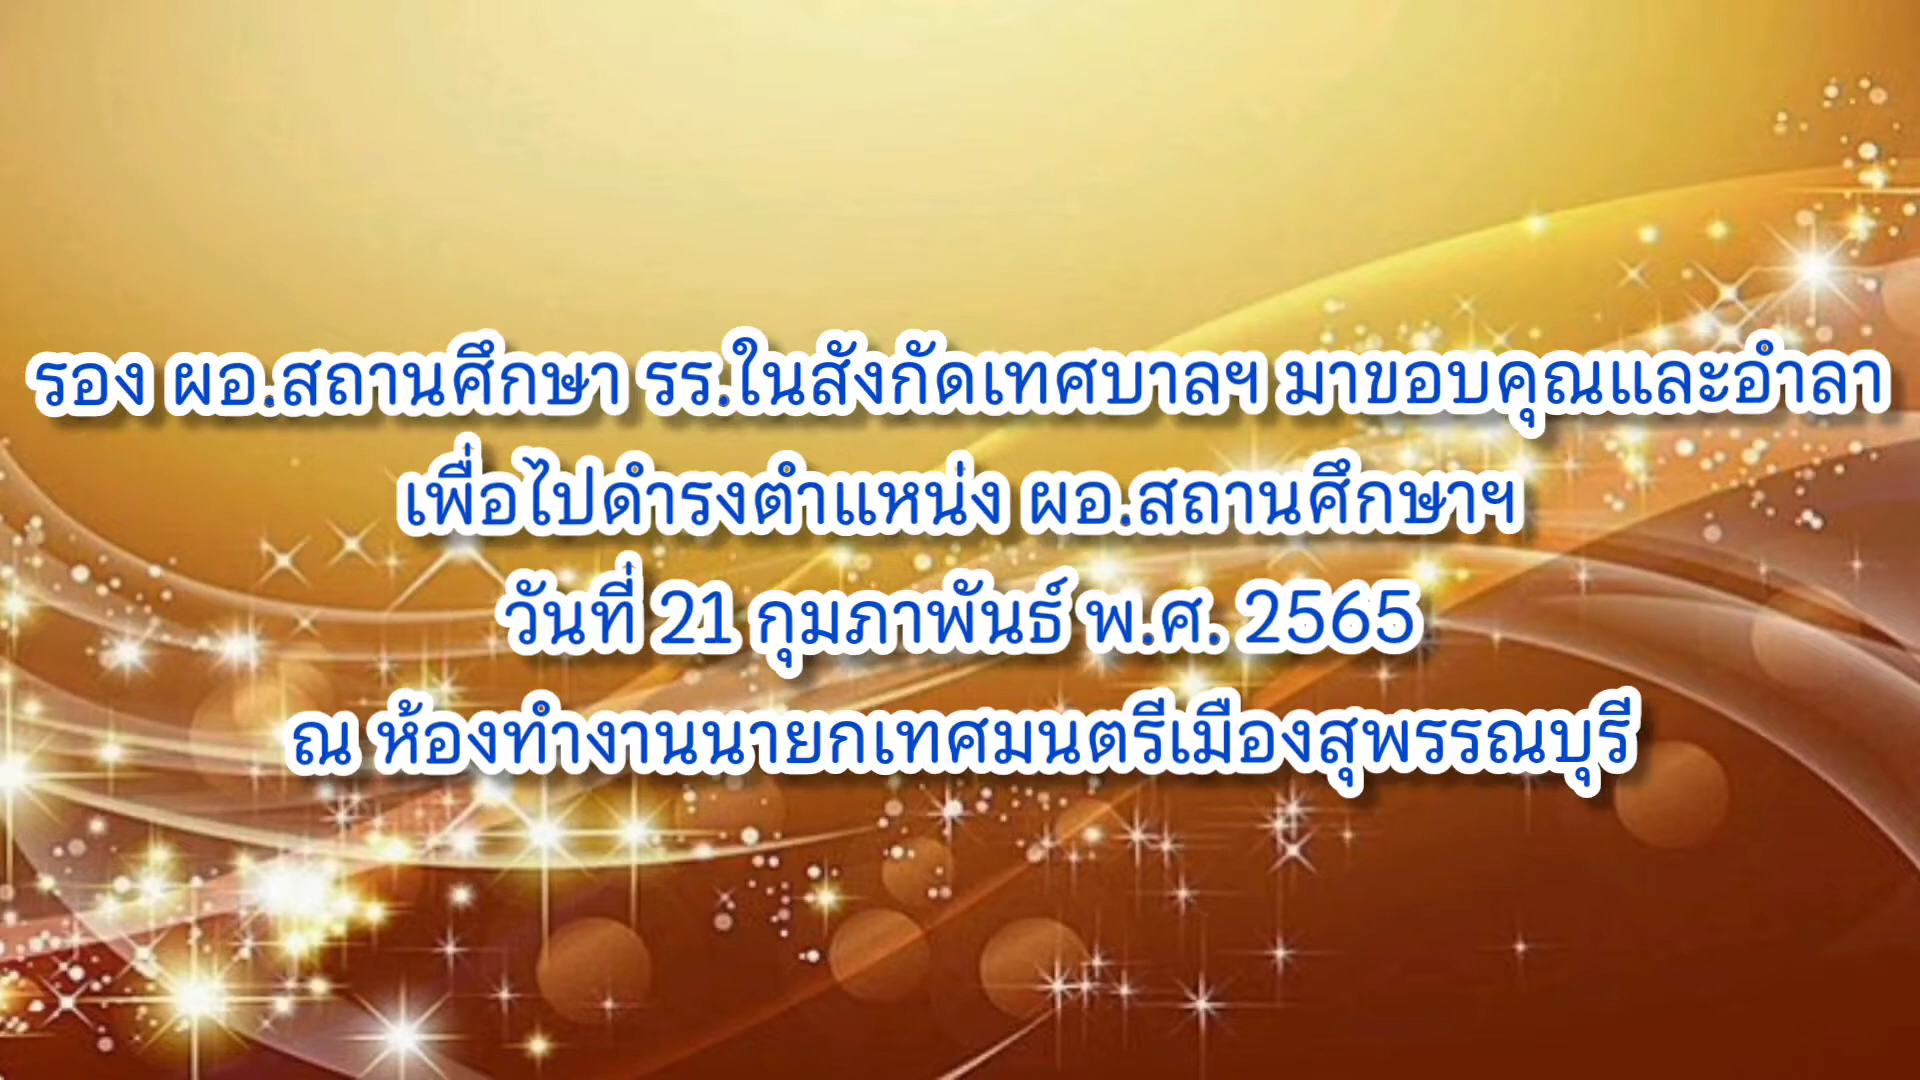 รอง ผอ.สถานศึกษา รร.ในสังกัดเทศบาลฯ มาขอบคุณและอำลา
เพื่อไปดำรงตำแหน่ง ผอ.สถานศึกษาฯ
วันที่ 21 กุมภาพันธ์ พ.ศ. 2565
ณ ห้องทำงานนายกเทศมนตรีเมืองสุพรรณบุรี